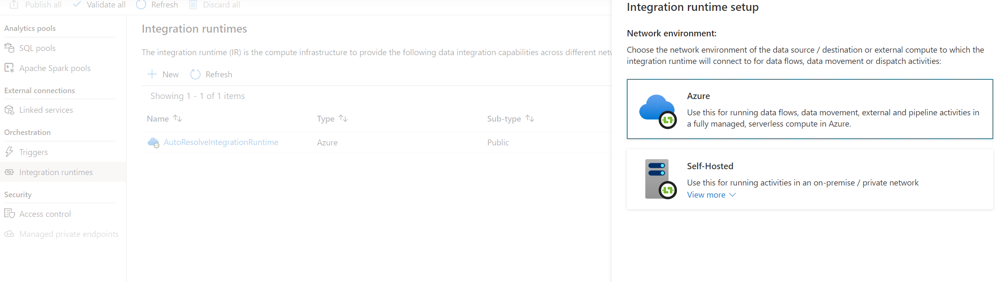 Publish all
Validate all
Refresh
Discard all
Analytics pools
SQL pools
Apache Spark pools
External connections
Linked services
Orchestration
Triggers
Integration runtimes
Security
Access control
Managed private endpoints
Integration runtimes
The integration runtime (IR) is the compute infrastructure to provide the following data integration capabilities across different
New
Refresh
Showing 1 - 1 of 1 items
Name
Type
Sub-type
AutoResolveIntegrationRuntime
Azure
Public
Integration runtime setup
Network environment:
Choose the network environment of the data source / destination or external compute to which the
integration runtime will connect to for data flows, data movement or dispatch activities:
Azure
Use this for running data flows, data movement, external and pipeline activities in
a fully managed, serverless compute in Azure.
Self-Hosted
Use this for running activities in an on-premise / private network
View more